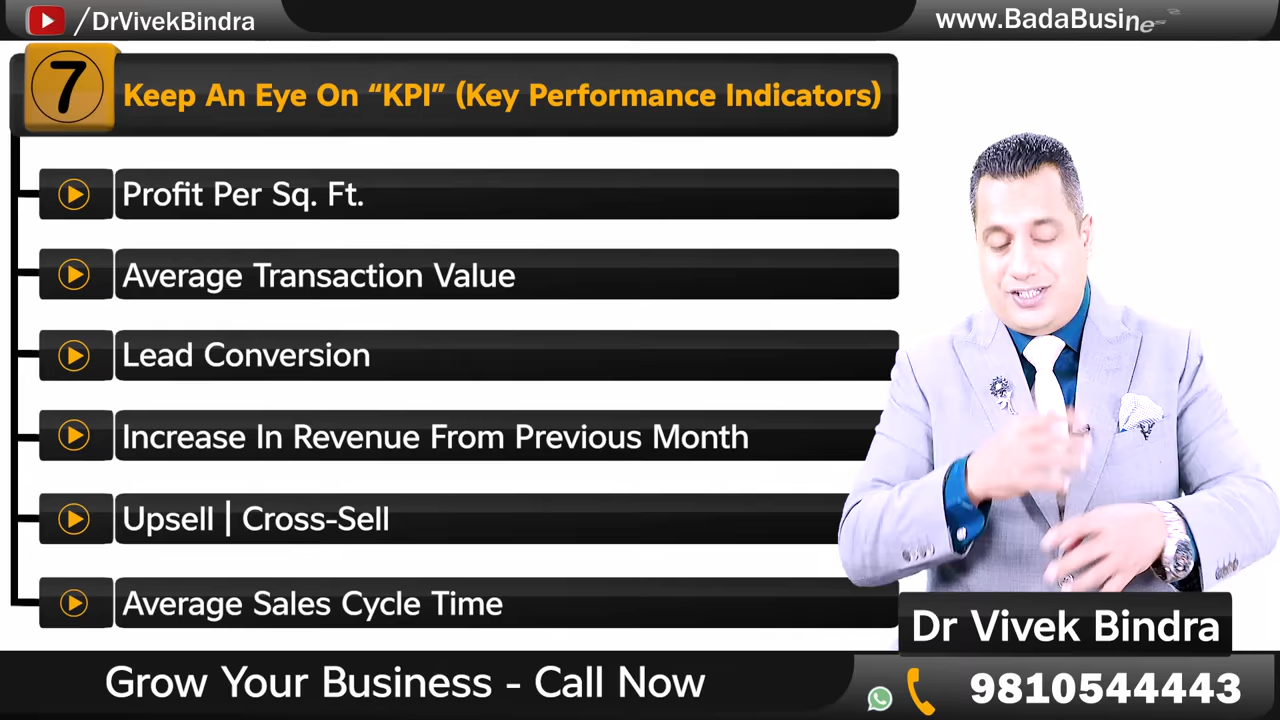 /DrVivekBindra
www.BadaBusine
7
Keep An Eye On “KPI” (Key Performance Indicators)
Profit Per Sq. Ft.
Average Transaction Value
Lead Conversion
Increase In Revenue From Previous Month
Upsell | Cross-Sell
Average Sales Cycle Time
Dr Vivek Bindra
Grow Your Business - Call Now
9810544443